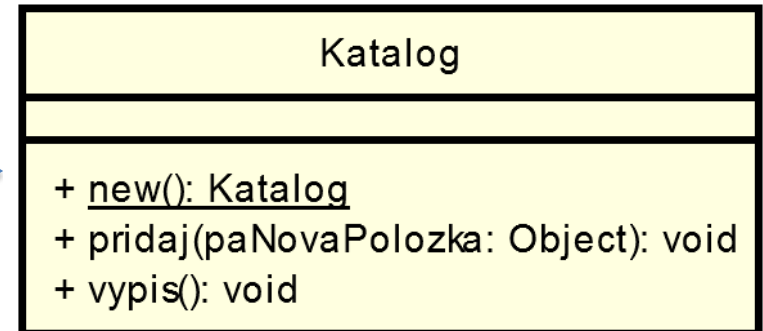 Katalog
+ new(): Katalog
+ pridaj(paNovaPolozka: Object): void
+ vypis(): void